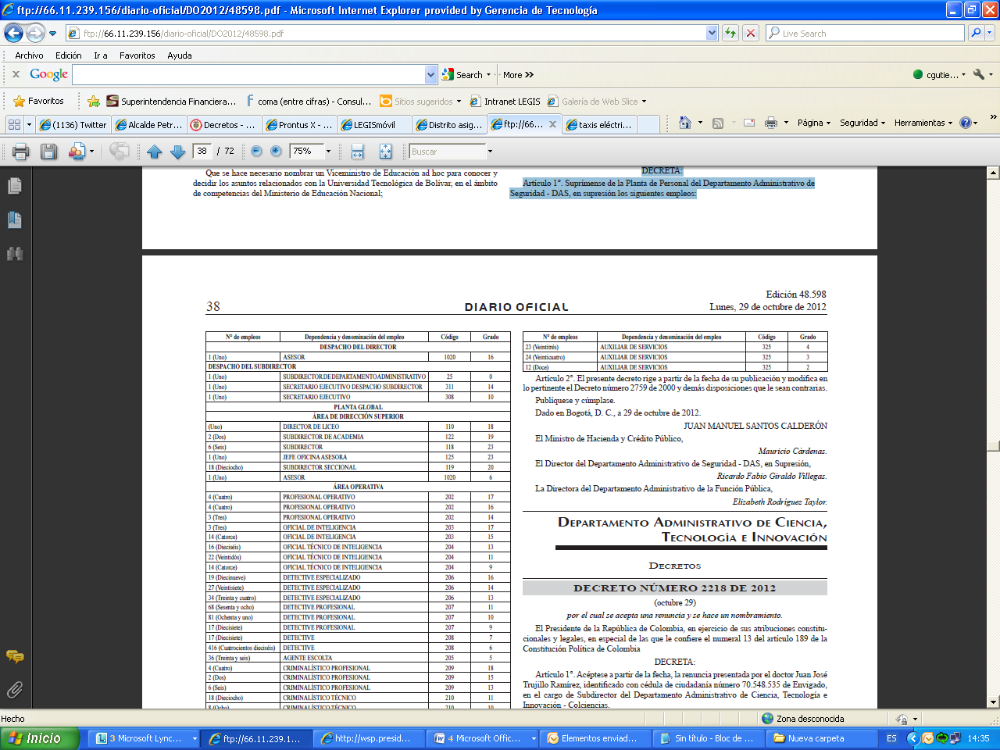 ftp://66.11.239.156/diario-oficial/DO2012/48598.pdf - Microsoft Internet Explorer provided by Gerencia de Tecnología
ftp://66.11.239.156/diario-oficial/DO2012/48598.pdf
Live Search
Archivo Edición Ir a Favoritos Ayuda
x Google Search More >> cgutie...
Favoritos Superintendencia Financiera... coma (entre cifras) - Consul... Sitios sugeridos Intranet LEGIS Galería de Web Slice
(1136) Twitter Alcalde Petr... Decretos - ... Prontus X - ... LEGISmóvil Distrito asig... ftp://66.... taxis eléctri... Página Seguridad Herramientas
38 / 72 75% Buscar
Que se hace necesario nombrar un Viceministro de Educación ad hoc para conocer y
decidir los asuntos relacionados con la Universidad Tecnológica de Bolívar, en el ámbito
de competencias del Ministerio de Educación Nacional;
DECRETA:
Artículo 1°. Suprímense de la Planta de Personal del Departamento Administrativo de
Seguridad - DAS, en supresión los siguientes empleos:
38
DIARIO OFICIAL
Edición 48.598
Lunes, 29 de octubre de 2012
N° de empleos Dependencia y denominación del empleo Código Grado
DESPACHO DEL DIRECTOR
1 (Uno) ASESOR 1020 16
DESPACHO DEL SUBDIRECTOR
1 (Uno) SUBDIRECTOR DE DEPARTAMENTO ADMINISTRATIVO 25 0
1 (Uno) SECRETARIO EJECUTIVO DESPACHO SUBDIRECTOR 311 14
1 (Uno) SECRETARIO EJECUTIVO 308 10
PLANTA GLOBAL
ÁREA DE DIRECCIÓN SUPERIOR
(Uno) DIRECTOR DE LICEO 110 18
2 (Dos) SUBDIRECTOR DE ACADEMIA 122 19
6 (Seis) SUBDIRECTOR 118 23
1 (Uno) JEFE OFICINA ASESORA 125 23
18 (Dieciocho) SUBDIRECTOR SECCIONAL 119 20
1 (Uno) ASESOR 1020 6
ÁREA OPERATIVA
4 (Cuatro) PROFESIONAL OPERATIVO 202 17
4 (Cuatro) PROFESIONAL OPERATIVO 202 16
3 (Tres) PROFESIONAL OPERATIVO 202 14
3 (Tres) OFICIAL DE INTELIGENCIA 203 17
14 (Catorce) OFICIAL DE INTELIGENCIA 203 15
16 (Dieciséis) OFICIAL TÉCNICO DE INTELIGENCIA 204 13
22 (Veintidós) OFICIAL TÉCNICO DE INTELIGENCIA 204 11
14 (Catorce) OFICIAL TÉCNICO DE INTELIGENCIA 204 9
19 (Diecinueve) DETECTIVE ESPECIALIZADO 206 16
27 (Veintisiete) DETECTIVE ESPECIALIZADO 206 14
34 (Treinta y cuatro) DETECTIVE ESPECIALIZADO 206 13
68 (Sesenta y ocho) DETECTIVE PROFESIONAL 207 11
81 (Ochenta y uno) DETECTIVE PROFESIONAL 207 10
17 (Diecisiete) DETECTIVE PROFESIONAL 207 9
17 (Diecisiete) DETECTIVE 208 7
416 (Cuatrocientos dieciséis) DETECTIVE 208 6
36 (Treinta y seis) AGENTE ESCOLTA 205 5
4 (Cuatro) CRIMINALÍSTICO PROFESIONAL 209 18
2 (Dos) CRIMINALÍSTICO PROFESIONAL 209 15
6 (Seis) CRIMINALÍSTICO PROFESIONAL 209 13
18 (Dieciocho) CRIMINALÍSTICO TÉCNICO 210 11
8 (Ocho) CRIMINALÍSTICO TÉCNICO 210 10
N° de empleos Dependencia y denominación del empleo Código Grado
23 (Veintitrés) AUXILIAR DE SERVICIOS 325 4
24 (Veinticuatro) AUXILIAR DE SERVICIOS 325 3
12 (Doce) AUXILIAR DE SERVICIOS 325 2
Artículo 2°. El presente decreto rige a partir de la fecha de su publicación y modifica en
lo pertinente el Decreto número 2759 de 2000 y demás disposiciones que le sean contrarias.
Publíquese y cúmplase.
Dado en Bogotá, D. C., a 29 de octubre de 2012.
JUAN MANUEL SANTOS CALDERÓN
El Ministro de Hacienda y Crédito Público,
Mauricio Cárdenas.
El Director del Departamento Administrativo de Seguridad - DAS, en Supresión,
Ricardo Fabio Giraldo Villegas.
La Directora del Departamento Administrativo de la Función Pública,
Elizabeth Rodríguez Taylor.
DEPARTAMENTO ADMINISTRATIVO DE CIENCIA,
TECNOLOGÍA E INNOVACIÓN
DECRETOS
DECRETO NÚMERO 2218 DE 2012
(octubre 29)
por el cual se acepta una renuncia y se hace un nombramiento.
El Presidente de la República de Colombia, en ejercicio de sus atribuciones constitu-
cionales y legales, en especial de las que le confiere el numeral 13 del artículo 189 de la
Constitución Política de Colombia
DECRETA:
Artículo 1°. Acéptese a partir de la fecha, la renuncia presentada por el doctor Juan José
Trujillo Ramírez, identificado con cédula de ciudadanía número 70.548.535 de Envigado,
en el cargo de Subdirector del Departamento Administrativo de Ciencia, Tecnología e
Innovación - Colciencias.
Hecho Zona desconocida
Inicio 3 Microsoft Lync... ftp://66.11.239.1... http://wsp.presid... 4 Microsoft Offic... Elementos enviad... Sin título - Bloc de ... Nueva carpeta ES 14:35